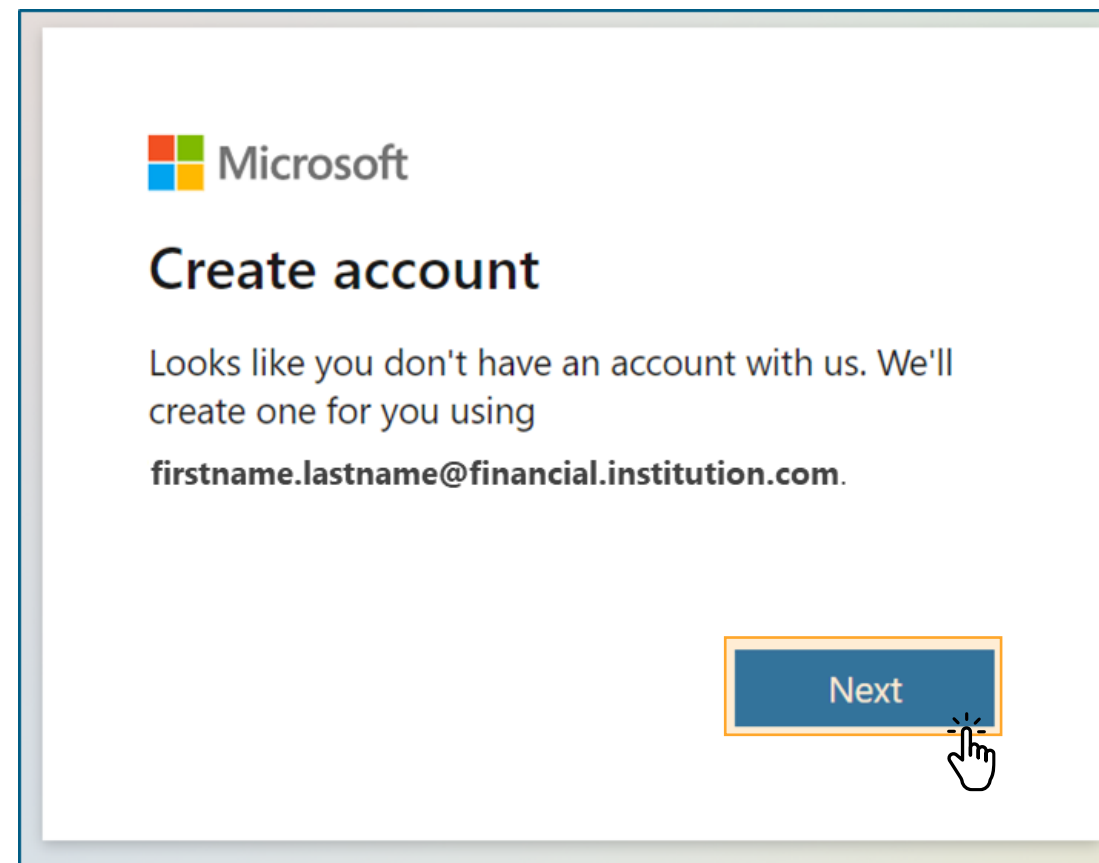 Microsoft
Create account
Looks like you don't have an account with us. We'll
create one for you using
firstname.lastname@financial.institution.com.
Next